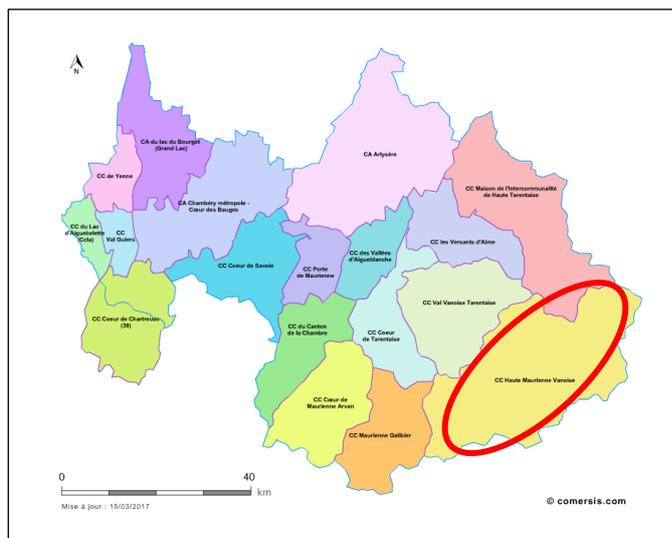 N
CA du lac du Bourget
(Grand Lac)
CC de Yenne
CA Arlysère
CC Maison de l'Intercommunalité
de Haute Tarentaise
CA Chambéry métropole -
Cœur des Bauges
CC du Lac
d'Aiguebelette
(Ccla)
CC
Val Guiers
CC Coeur de Savoie
CC Porte
de Maurienne
CC des Vallées
d'Aigueblanche
CC les Versants d'Aime
CC Coeur de Chartreuse
(38)
CC du Canton
de la Chambre
CC Coeur
de Tarentaise
CC Val Vanoise Tarentaise
CC Haute Maurienne Vanoise
CC Cœur de
Maurienne Arvan
CC Maurienne Galibier
0 40
km
Mise à jour : 15/03/2017
© comersis.com